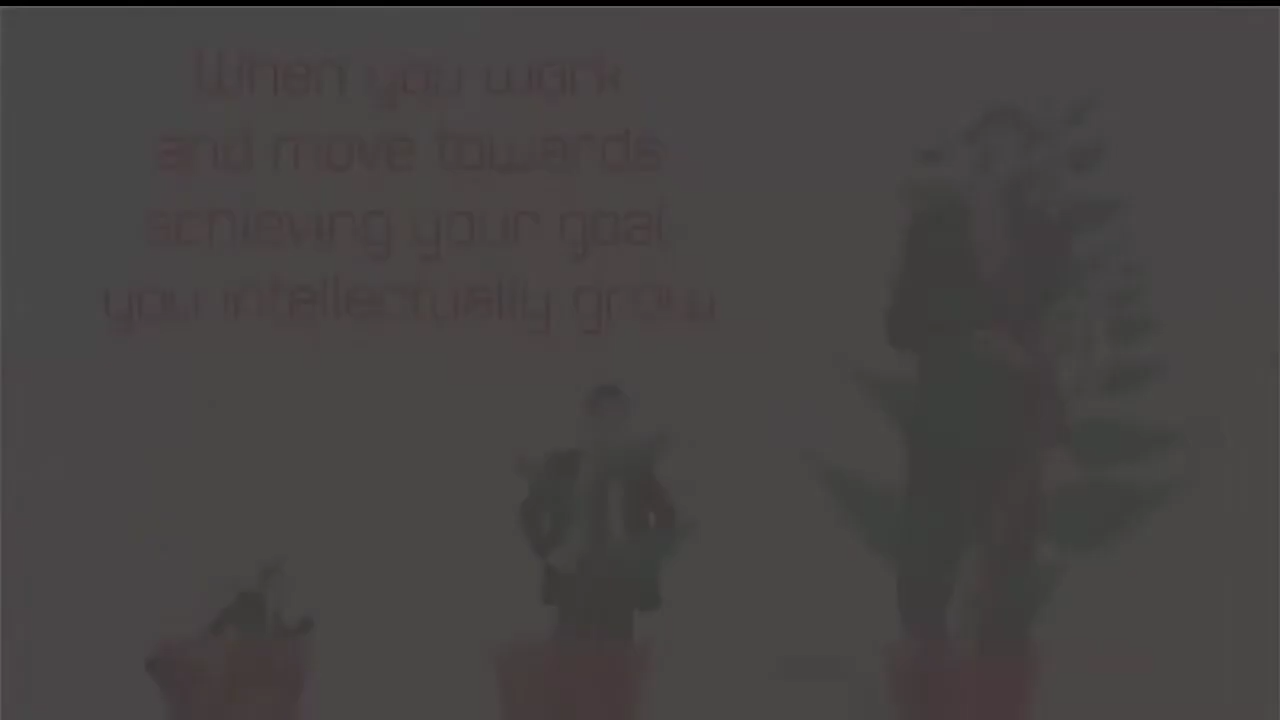 When you work
and move towards
achieving your goal
you intellectually grow